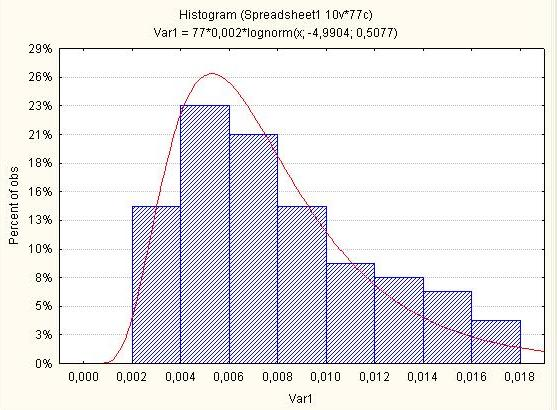 Histogram (Spreadsheet1 10v*77c)
Var1 = 77*0,002*lognorm(x; -4,9904; 0,5077)
29%
26%
23%
21%
18%
16%
13%
10%
8%
5%
3%
0%
Percent of obs
0,000 0,002 0,004 0,006 0,008 0,010 0,012 0,014 0,016 0,018
Var1